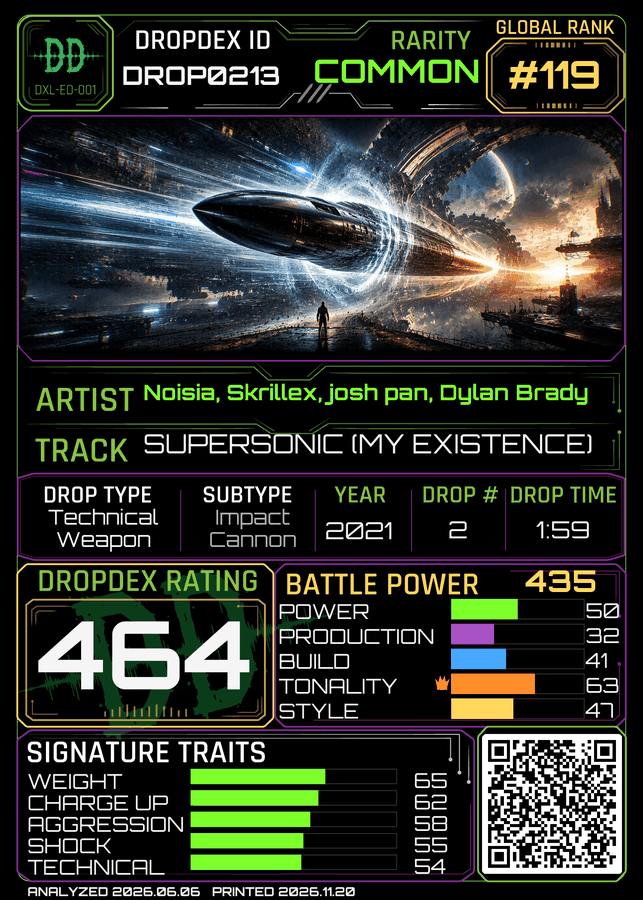 DD
DXL-ED-001
DROPDEX ID
DROP0213
RARITY
COMMON
GLOBAL RANK
#119
ARTIST Noisia, Skrillex, josh pan, Dylan Brady
TRACK SUPERSONIC (MY EXISTENCE)
DROP TYPE SUBTYPE YEAR DROP # DROP TIME
Technical Weapon Impact Cannon 2021 2 1:59
DROPDEX RATING
464
BATTLE POWER 435
POWER 50
PRODUCTION 32
BUILD 41
TONALITY 63
STYLE 47
SIGNATURE TRAITS
WEIGHT 65
CHARGE UP 62
AGGRESSION 58
SHOCK 55
TECHNICAL 54
ANALYZED 2026.06.06 PRINTED 2026.11.20